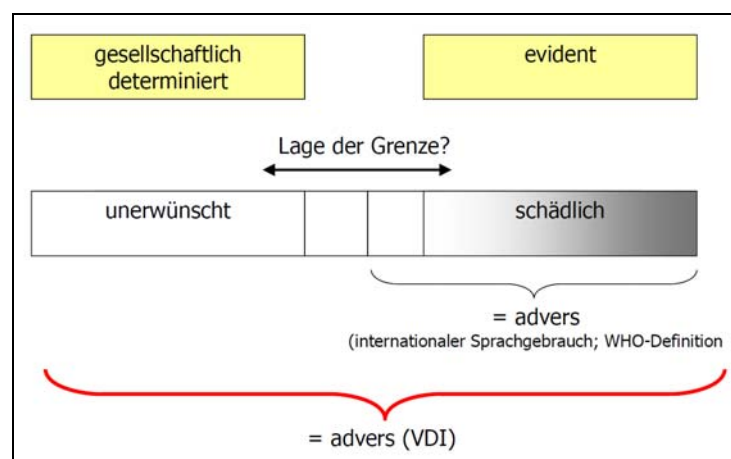 gesellschaftlich
determiniert
evident
Lage der Grenze?
unerwünscht
schädlich
= advers
(internationaler Sprachgebrauch; WHO-Definition
= advers (VDI)